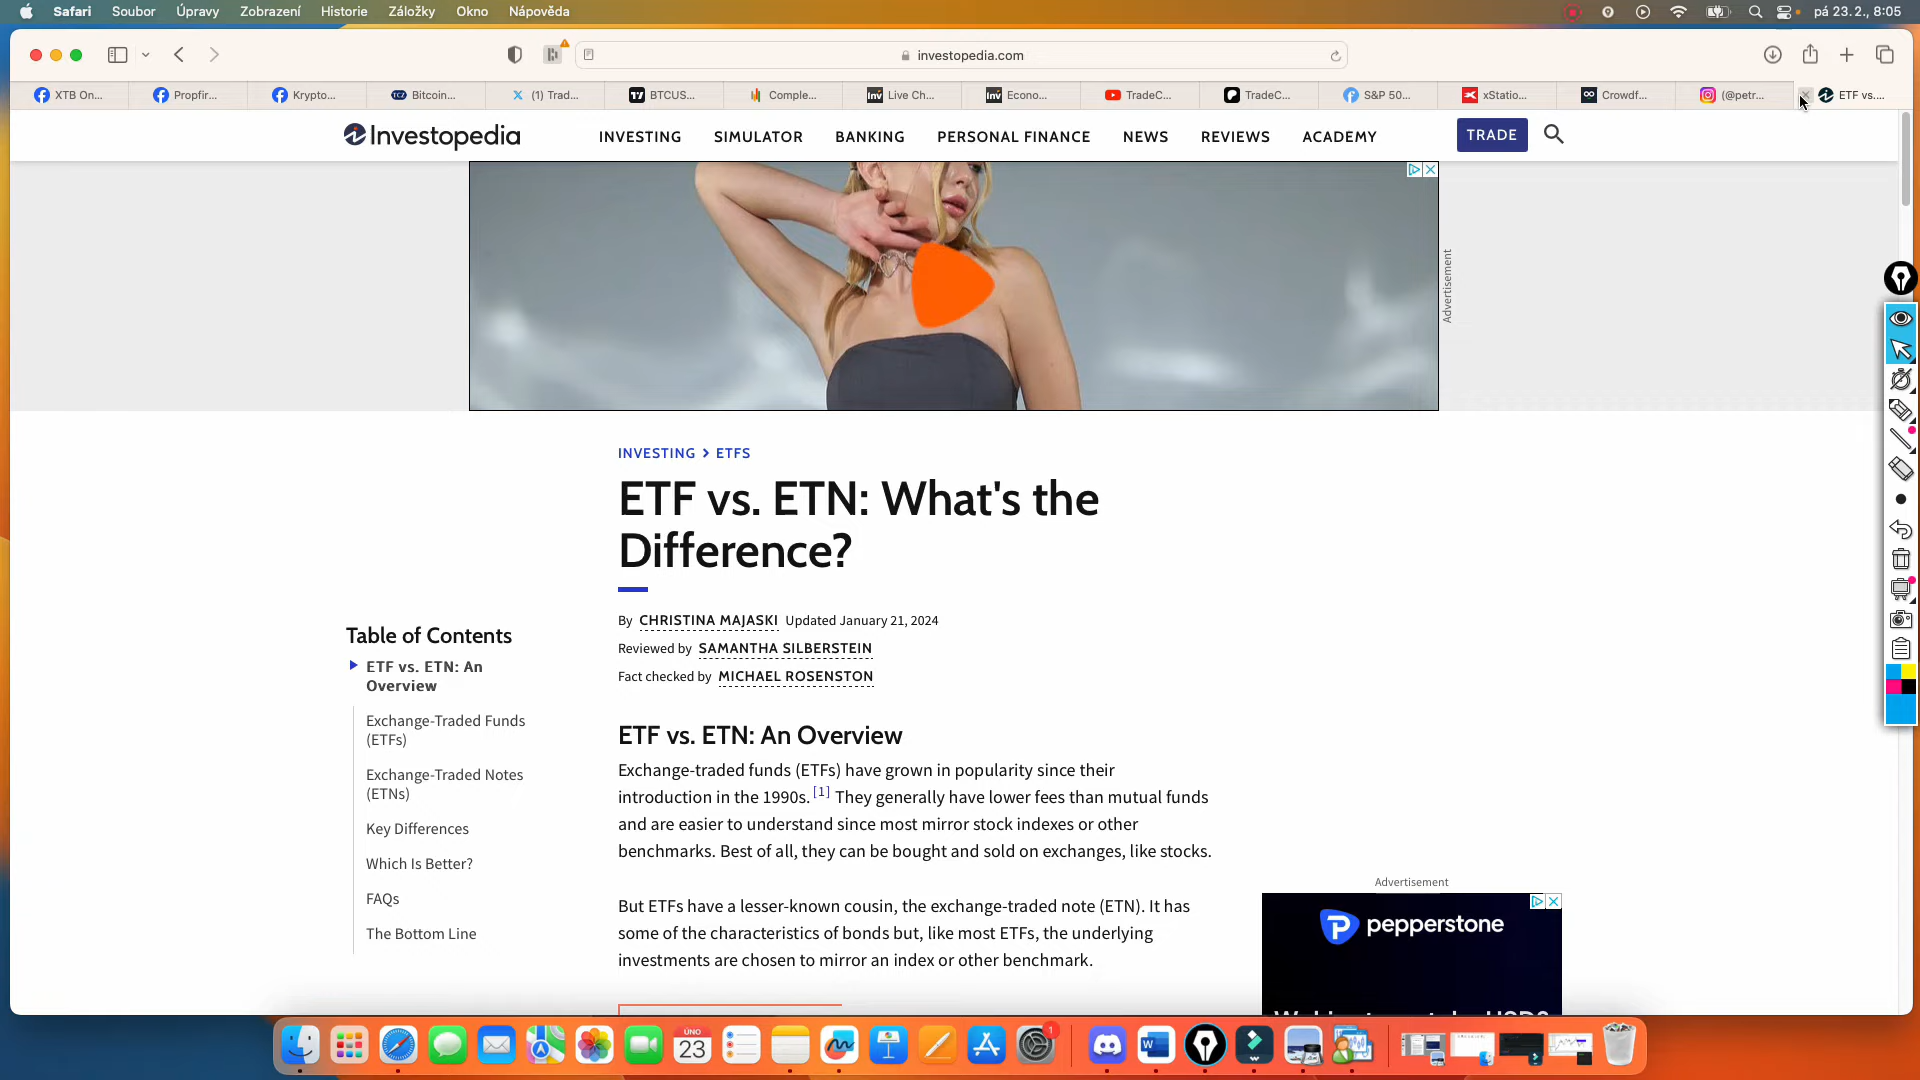 Safari Soubor Úpravy Zobrazení Historie Záložky Okno Nápověda pá 23. 2., 8:05
investopedia.com
XTB On... Propfir... Krypto... Bitcoin... (1) Trad... BTCUS... Comple... Live Ch... Econo... TradeC... TradeC... S&P 50... xStatio... Crowdf... (@petr... ETF vs....
Investopedia INVESTING SIMULATOR BANKING PERSONAL FINANCE NEWS REVIEWS ACADEMY TRADE
Advertisement
INVESTING > ETFS
ETF vs. ETN: What's the
Difference?
By CHRISTINA MAJASKI Updated January 21, 2024
Reviewed by SAMANTHA SILBERSTEIN
Fact checked by MICHAEL ROSENSTON
Table of Contents
ETF vs. ETN: An
Overview
Exchange-Traded Funds
(ETFs)
Exchange-Traded Notes
(ETNs)
Key Differences
Which Is Better?
FAQs
The Bottom Line
ETF vs. ETN: An Overview
Exchange-traded funds (ETFs) have grown in popularity since their
introduction in the 1990s. [1] They generally have lower fees than mutual funds
and are easier to understand since most mirror stock indexes or other
benchmarks. Best of all, they can be bought and sold on exchanges, like stocks.
But ETFs have a lesser-known cousin, the exchange-traded note (ETN). It has
some of the characteristics of bonds but, like most ETFs, the underlying
investments are chosen to mirror an index or other benchmark.
Advertisement
pepperstone
ÚNO
23
1